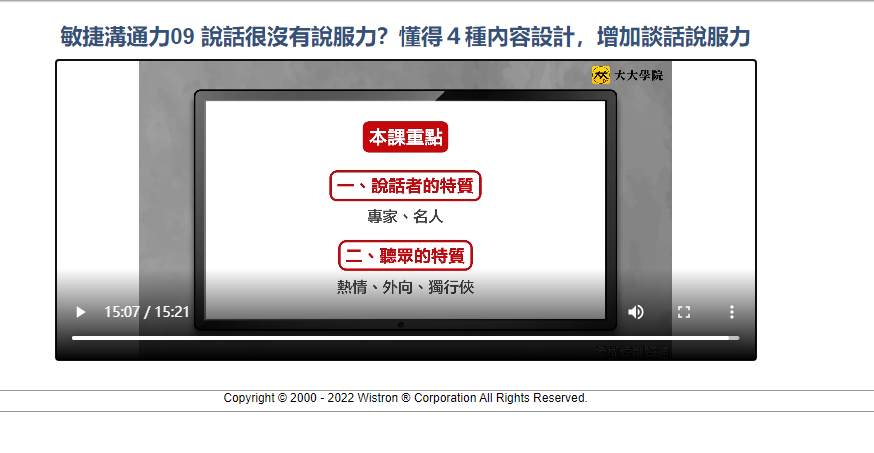 敏捷溝通力09 說話很沒有說服力？懂得４種內容設計，增加談話說服力
大大學院
本課重點
一、說話者的特質
專家、名人
二、聽眾的特質
熱情、外向、獨行俠
15:07 / 15:21
Copyright © 2000 - 2022 Wistron ® Corporation All Rights Reserved.